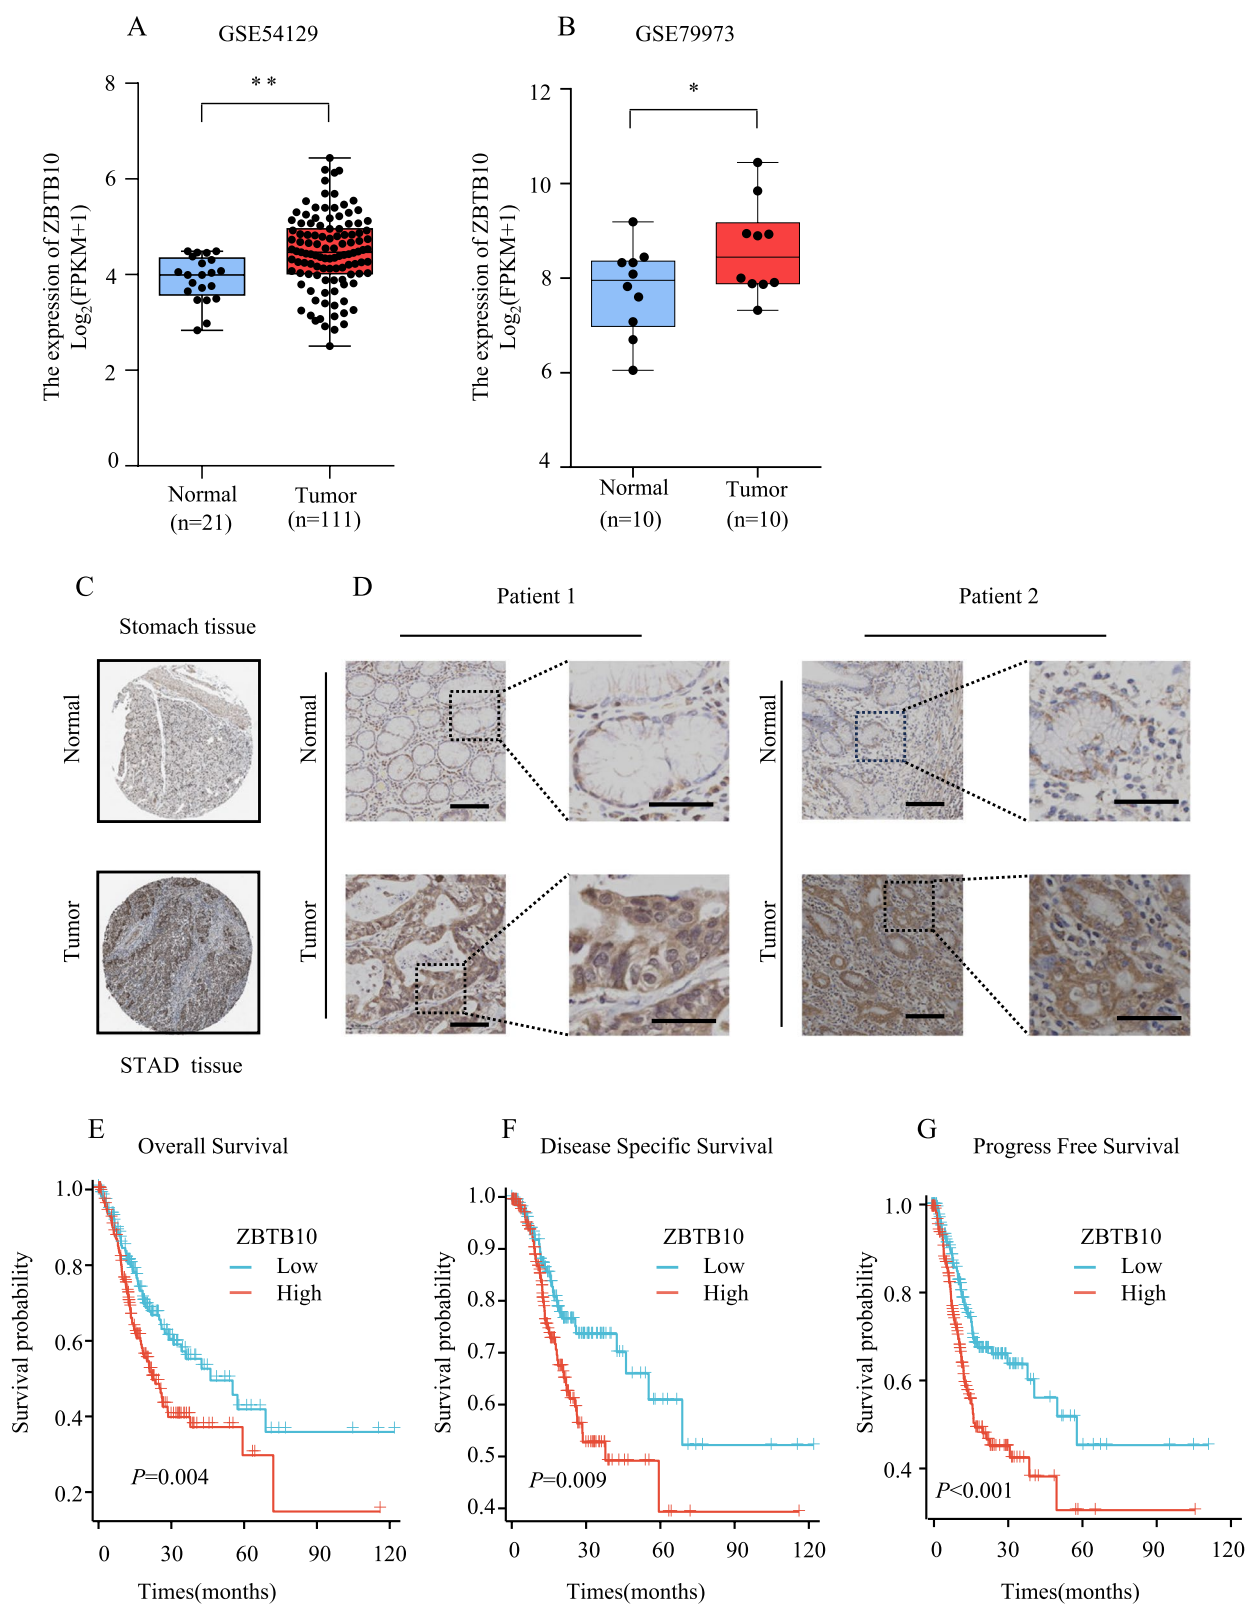 A
GSE54129
**
8
6
4
2
0
The expression of ZBTB10
Log2(FPKM+1)
Normal
(n=21)
Tumor
(n=111)
B
GSE79973
*
12
10
8
6
4
The expression of ZBTB10
Log2(FPKM+1)
Normal
(n=10)
Tumor
(n=10)
C
Stomach tissue
Normal
Tumor
STAD tissue
D
Patient 1
Normal
Tumor
Patient 2
Normal
Tumor
E
Overall Survival
ZBTB10
Low
High
1.0
0.8
0.6
0.4
0.2
Survival probability
P=0.004
0 30 60 90 120
Times(months)
F
Disease Specific Survival
ZBTB10
Low
High
1.0
0.9
0.8
0.7
0.6
0.5
0.4
Survival probability
P=0.009
0 30 60 90 120
Times(months)
G
Progress Free Survival
ZBTB10
Low
High
1.0
0.8
0.6
0.4
Survival probability
P<0.001
0 30 60 90 120
Times(months)